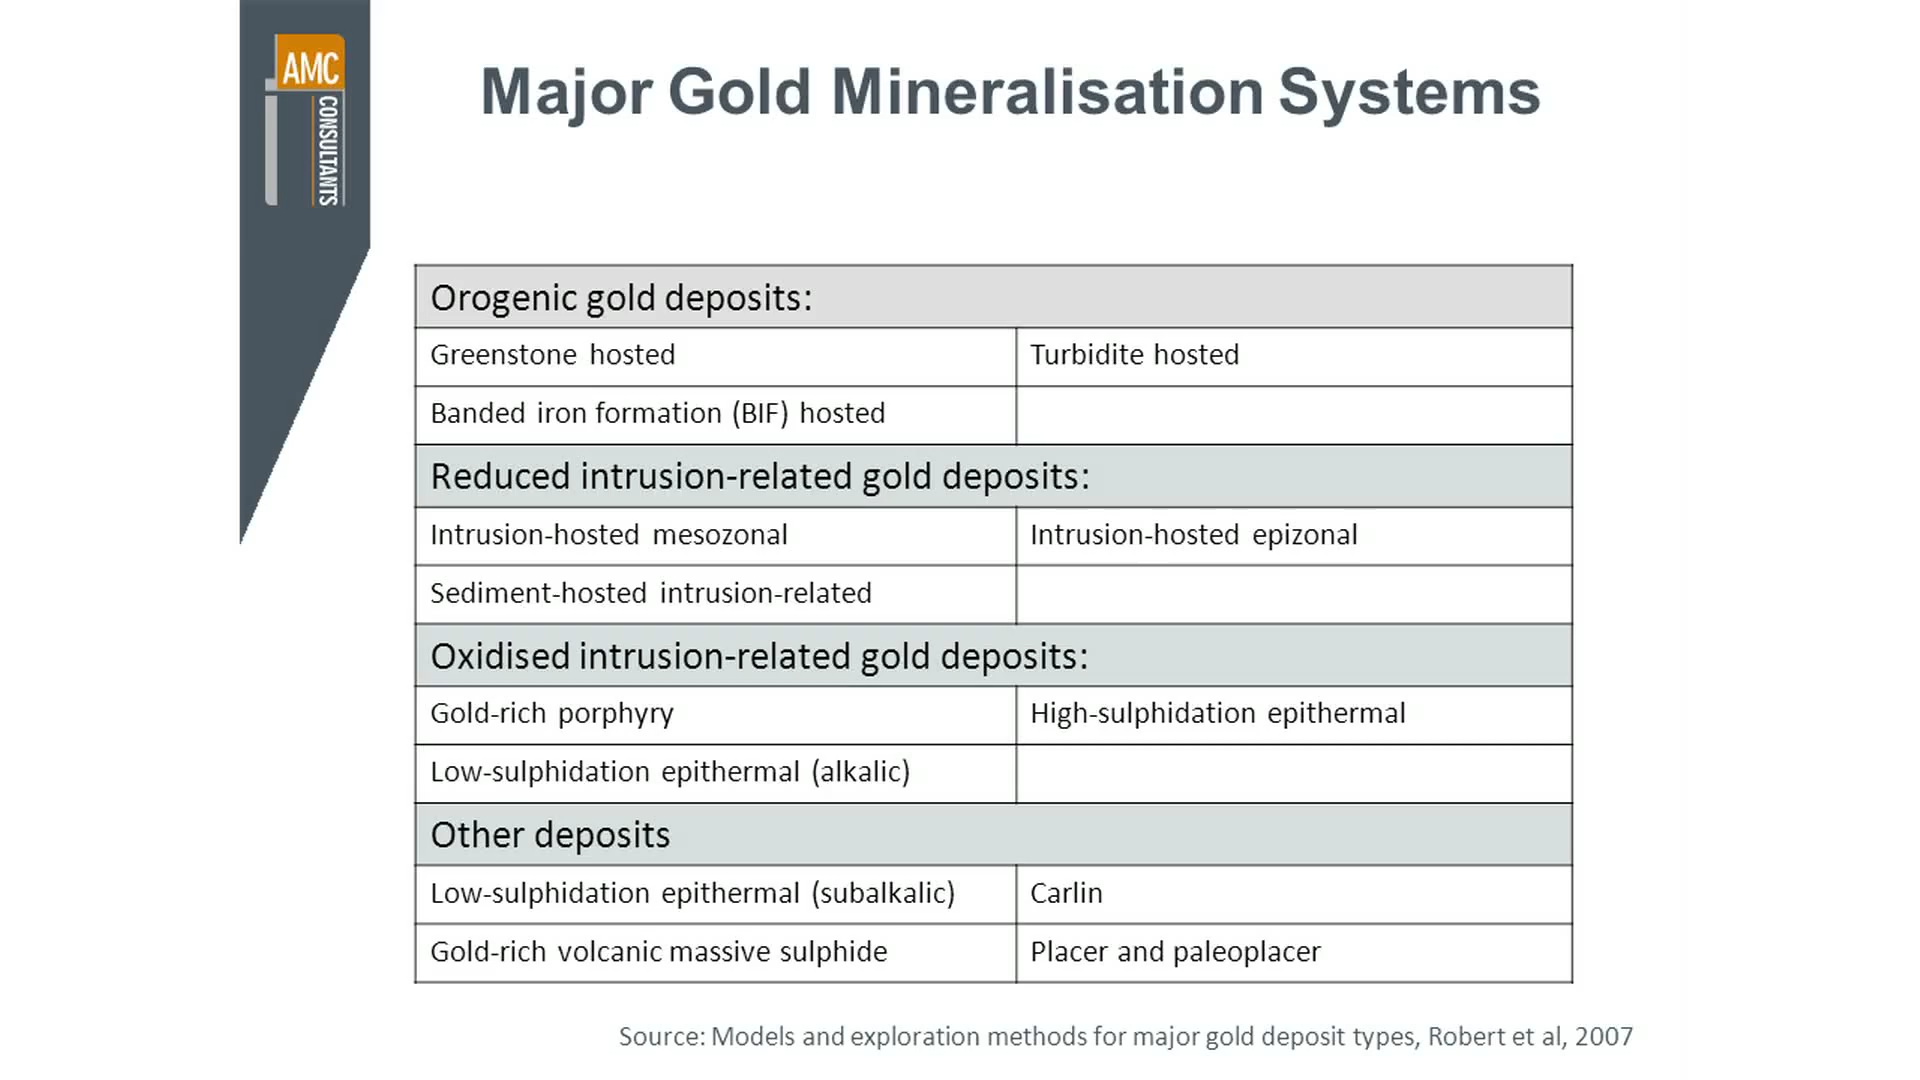 AMC
CONSULTANTS
Major Gold Mineralisation Systems
Orogenic gold deposits:
Greenstone hosted
Turbidite hosted
Banded iron formation (BIF) hosted
Reduced intrusion-related gold deposits:
Intrusion-hosted mesozonal
Intrusion-hosted epizonal
Sediment-hosted intrusion-related
Oxidised intrusion-related gold deposits:
Gold-rich porphyry
High-sulphidation epithermal
Low-sulphidation epithermal (alkalic)
Other deposits
Low-sulphidation epithermal (subalkalic)
Carlin
Gold-rich volcanic massive sulphide
Placer and paleoplacer
Source: Models and exploration methods for major gold deposit types, Robert et al, 2007